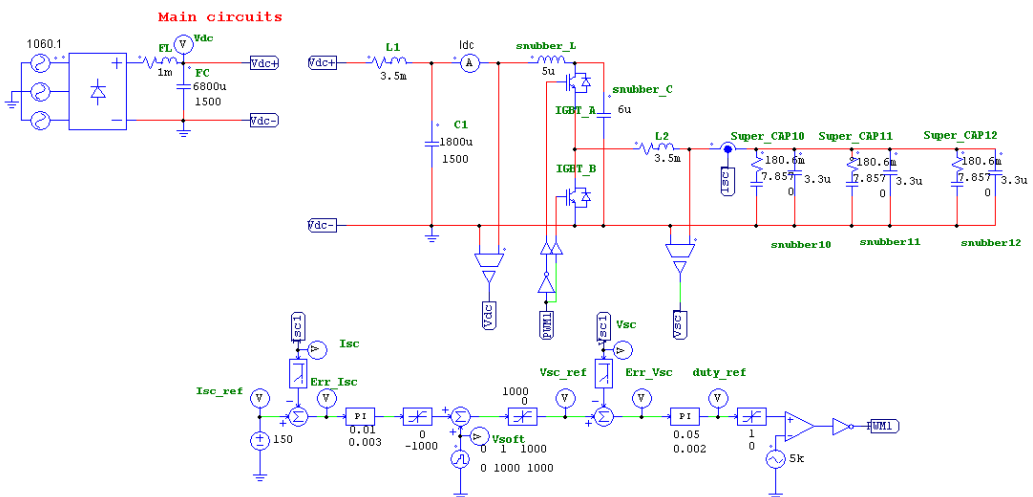 Main circuits
1060.1
FL
1m
Vdc
V
FC
6800u
1500
Vdc+
Vdc-
Vdc+
Vdc-
L1
3.5m
C1
1800u
1500
Idc
A
snubber_L
5u
IGBT_A
snubber_C
6u
IGBT_B
L2
3.5m
Isc1
Super_CAP10
180.6m
7.857
0
3.3u
snubber10
Super_CAP11
180.6m
7.857
0
3.3u
snubber11
Super_CAP12
180.6m
7.857
0
3.3u
snubber12
Vdc
PWM1
Vsc1
Isc1
V
Isc
Isc_ref
V
150
Err_Isc
V
PI
0.01
0.003
0
-1000
V
Vsoft
0 1 1000
0 1000 1000
1000
0
Vsc_ref
V
Vsc1
V
Vsc
Err_Vsc
V
PI
0.05
0.002
duty_ref
V
1
0
5k
PWM1